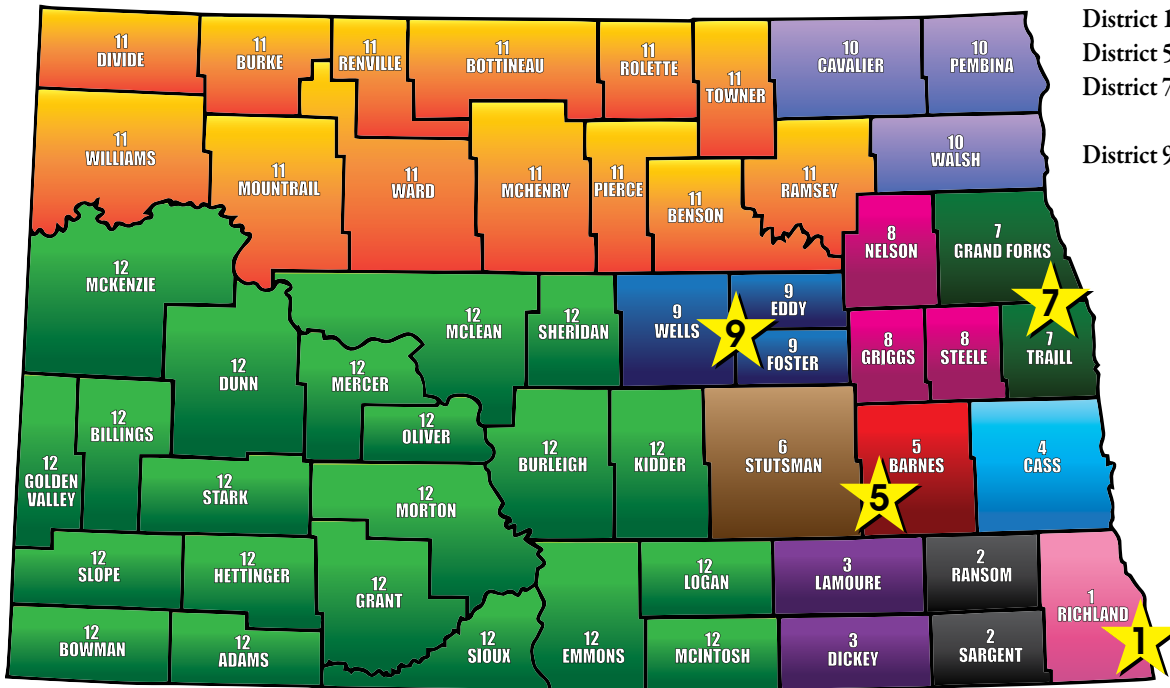 11
DIVIDE
11
BURKE
11
RENVILLE
11
BOTTINEAU
11
ROLETTE
11
TOWNER
10
CAVALIER
10
PEMBINA
District 1
District 5
District 7
District 9
11
WILLIAMS
11
MOUNTRAIL
11
WARD
11
MCHENRY
11
PIERCE
11
BENSON
11
RAMSEY
10
WALSH
8
NELSON
7
GRAND FORKS
12
MCKENZIE
12
DUNN
12
MCLEAN
12
MERCER
12
OLIVER
12
SHERIDAN
9
WELLS
9
9
EDDY
9
FOSTER
8
GRIGGS
8
STEELE
7
7
TRAILL
12
GOLDEN
VALLEY
12
BILLINGS
12
STARK
12
MORTON
12
BURLEIGH
12
KIDDER
6
STUTSMAN
5
BARNES
5
4
CASS
12
SLOPE
12
HETTINGER
12
GRANT
12
BOWMAN
12
ADAMS
12
SIOUX
12
EMMONS
12
LOGAN
12
MCINTOSH
3
LAMOURE
3
DICKEY
2
RANSOM
2
SARGENT
1
RICHLAND
1